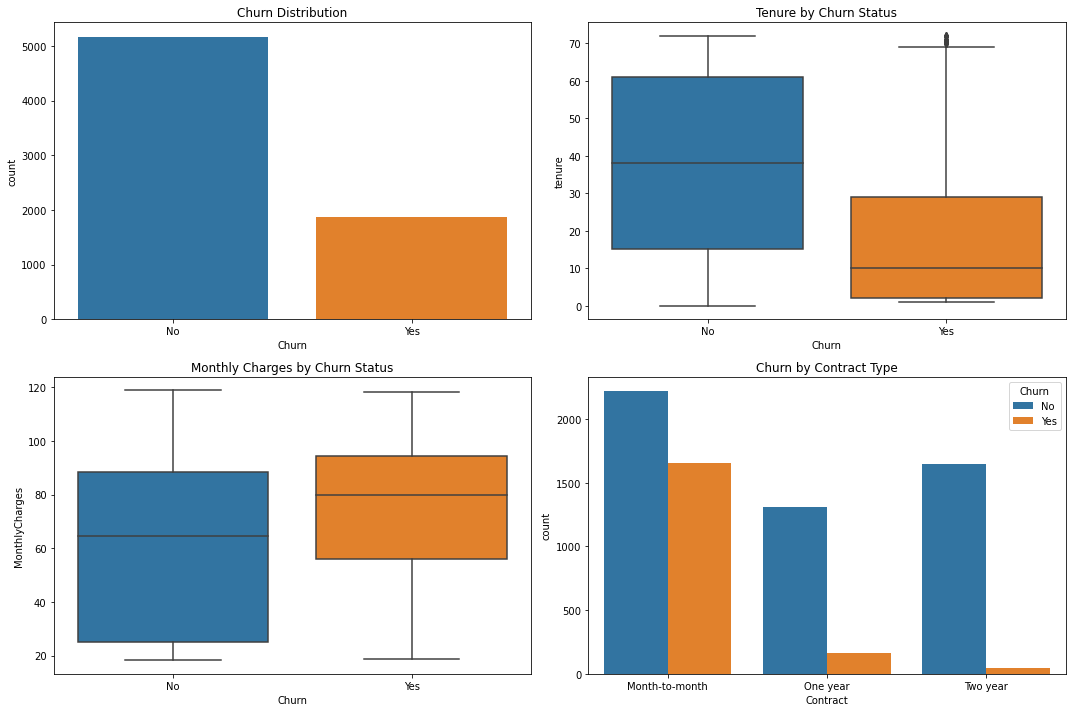 Churn Distribution
5000
4000
3000
2000
1000
0
count
No
Yes
Churn
Tenure by Churn Status
70
60
50
40
30
20
10
0
tenure
No
Yes
Churn
Monthly Charges by Churn Status
120
100
80
60
40
20
MonthlyCharges
No
Yes
Churn
Churn by Contract Type
Churn
No
Yes
2000
1500
1000
500
0
count
Month-to-month
One year
Two year
Contract